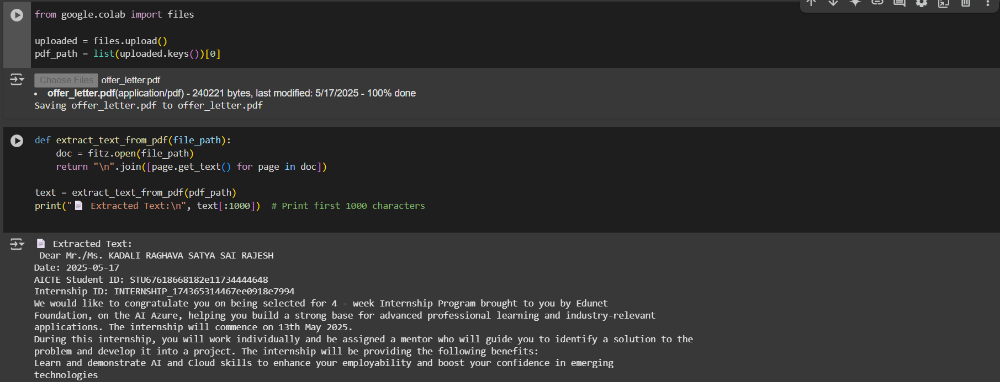 from google.colab import files
uploaded = files.upload()
pdf_path = list(uploaded.keys())[0]
Choose Files offer_letter.pdf
• offer_letter.pdf(application/pdf) - 240221 bytes, last modified: 5/17/2025 - 100% done
Saving offer_letter.pdf to offer_letter.pdf
def extract_text_from_pdf(file_path):
    doc = fitz.open(file_path)
    return "\n".join([page.get_text() for page in doc])
text = extract_text_from_pdf(pdf_path)
print("📄 Extracted Text:\n", text[:1000])  # Print first 1000 characters
📄 Extracted Text:
 Dear Mr./Ms. KADALI RAGHAVA SATYA SAI RAJESH
Date: 2025-05-17
AICTE Student ID: STU67618668182e11734444648
Internship ID: INTERNSHIP_174365314467ee0918e7994
We would like to congratulate you on being selected for 4 - week Internship Program brought to you by Edunet
Foundation, on the AI Azure, helping you build a strong base for advanced professional learning and industry-relevant
applications. The internship will commence on 13th May 2025.
During this internship, you will work individually and be assigned a mentor who will guide you to identify a solution to the
problem and develop it into a project. The internship will be providing the following benefits:
Learn and demonstrate AI and Cloud skills to enhance your employability and boost your confidence in emerging
technologies